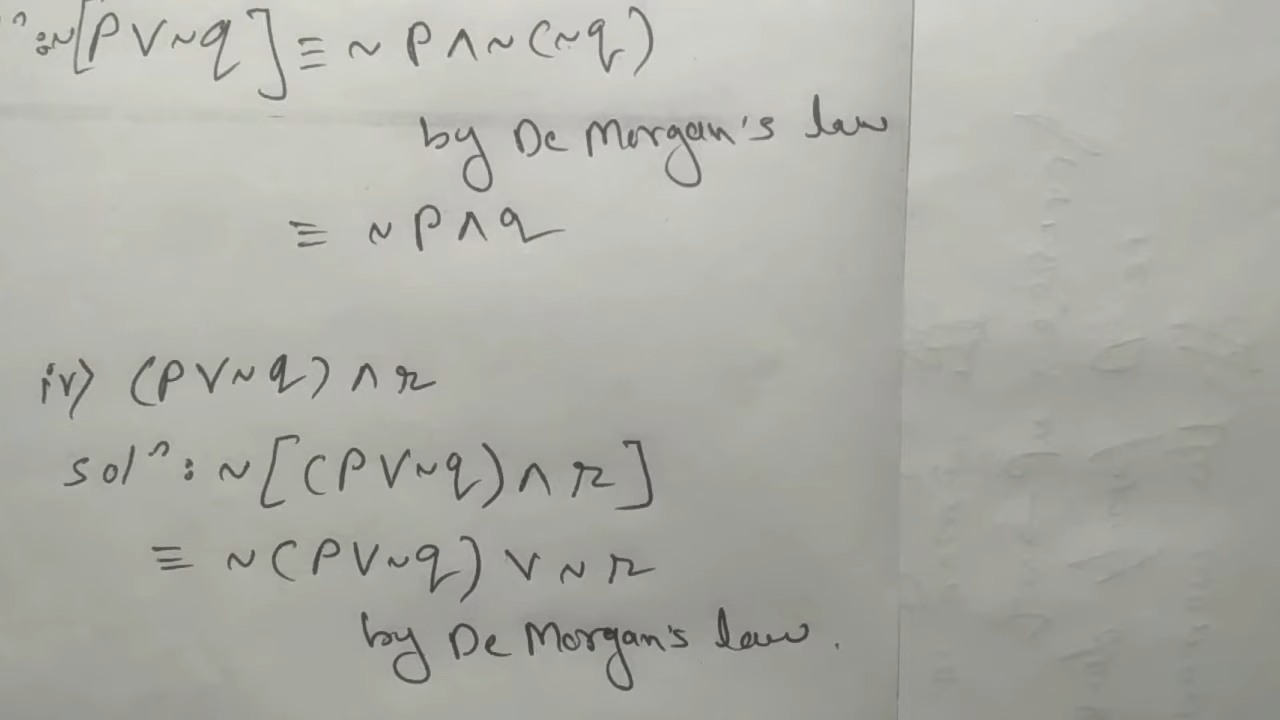 :~[P∨~q] ≡ ~P∧~(~q)
by De Morgan's law
≡ ~P∧q
iv) (P∨~q)∧r
solⁿ: ~[(P∨~q)∧r]
≡ ~(P∨~q)∨~r
by De Morgan's law.